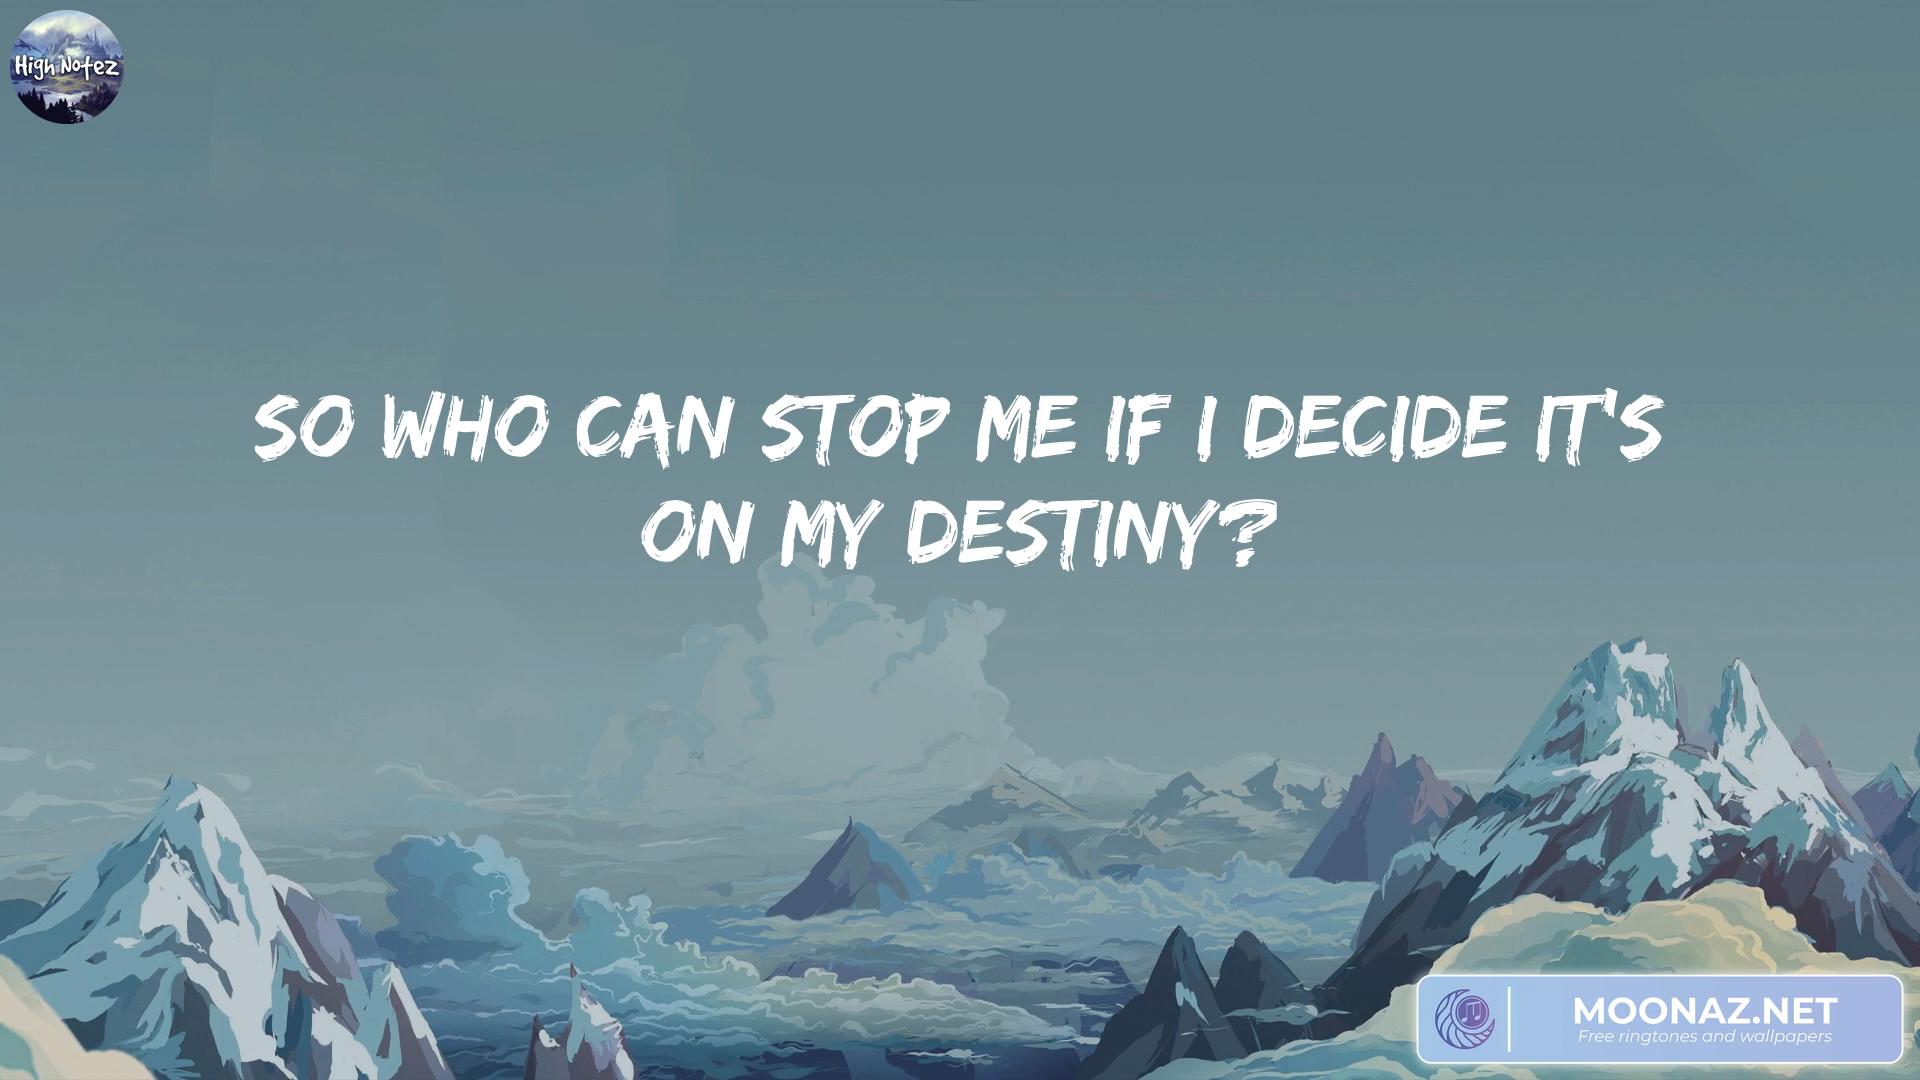 High Notez
SO WHO CAN STOP ME IF I DECIDE IT'S
ON MY DESTINY?
MOONAZ.NET
Free ringtones and wallpapers